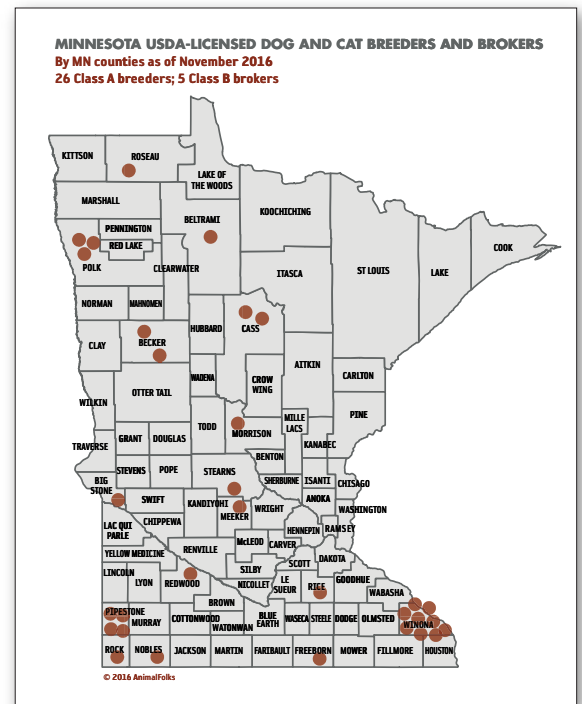 MINNESOTA USDA-LICENSED DOG AND CAT BREEDERS AND BROKERS
By MN counties as of November 2016
26 Class A breeders; 5 Class B brokers
KITTSON
ROSEAU
LAKE OF
THE WOODS
MARSHALL
BELTRAMI
KOOCHICHING
PENNINGTON
RED LAKE
POLK
CLEARWATER
ITASCA
ST LOUIS
LAKE
COOK
NORMAN
MAHNOMEN
HUBBARD
CASS
CLAY
BECKER
AITKIN
CARLTON
WADENA
CROW
WING
OTTER TAIL
WILKIN
PINE
TODD
MILLE
LACS
MORRISON
KANABEC
GRANT
DOUGLAS
TRAVERSE
BENTON
STEVENS
POPE
STEARNS
SHERBURNE
ISANTI
CHISAGO
BIG
STONE
SWIFT
KANDIYOHI
MEEKER
WRIGHT
ANOKA
WASHINGTON
LAC QUI
PARLE
CHIPPEWA
HENNEPIN
RAMSEY
YELLOW MEDICINE
RENVILLE
McLEOD
CARVER
SCOTT
DAKOTA
LINCOLN
LYON
REDWOOD
SILBY
NICOLLET
LE
SUEUR
RICE
GOODHUE
WABASHA
BROWN
PIPESTONE
MURRAY
COTTONWOOD
WATONWAN
BLUE
EARTH
WASECA
STEELE
DODGE
OLMSTED
WINONA
ROCK
NOBLES
JACKSON
MARTIN
FARIBAULT
FREEBORN
MOWER
FILLMORE
HOUSTON
© 2016 AnimalFolks